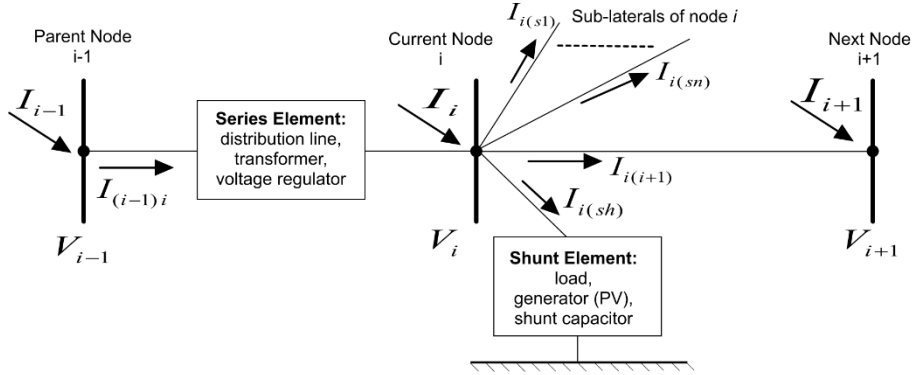 Parent Node
i-1
Current Node
i
I_{i(s1)}
Sub-laterals of node i
Next Node
i+1
I_{i-1}
I_i
I_{i(sn)}
I_{i+1}
Series Element:
distribution line,
transformer,
voltage regulator
I_{(i-1)i}
I_{i(i+1)}
I_{i(sh)}
V_{i-1}
V_i
V_{i+1}
Shunt Element:
load,
generator (PV),
shunt capacitor